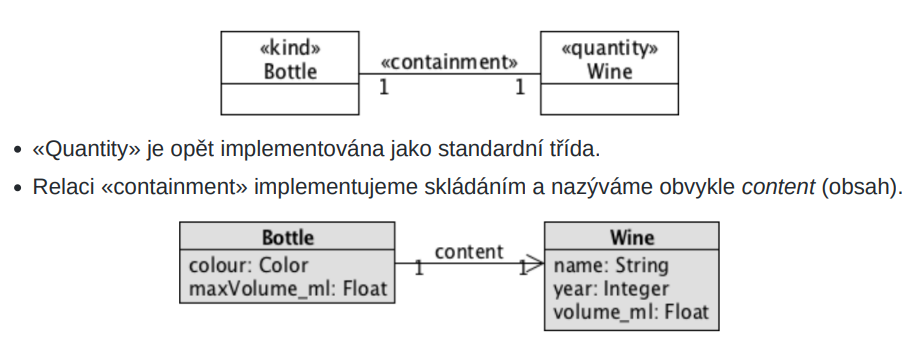 «kind»
Bottle
«containment»
1
1
«quantity»
Wine
• «Quantity» je opět implementována jako standardní třída.
• Relaci «containment» implementujeme skládáním a nazýváme obvykle content (obsah).
Bottle
colour: Color
maxVolume_ml: Float
content
1
1
Wine
name: String
year: Integer
volume_ml: Float